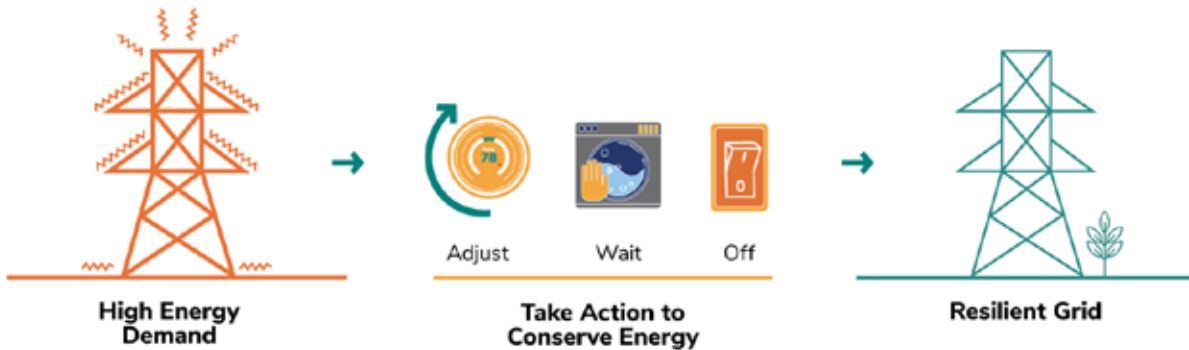 78
Adjust
Wait
Off
High Energy
Demand
Take Action to
Conserve Energy
Resilient Grid